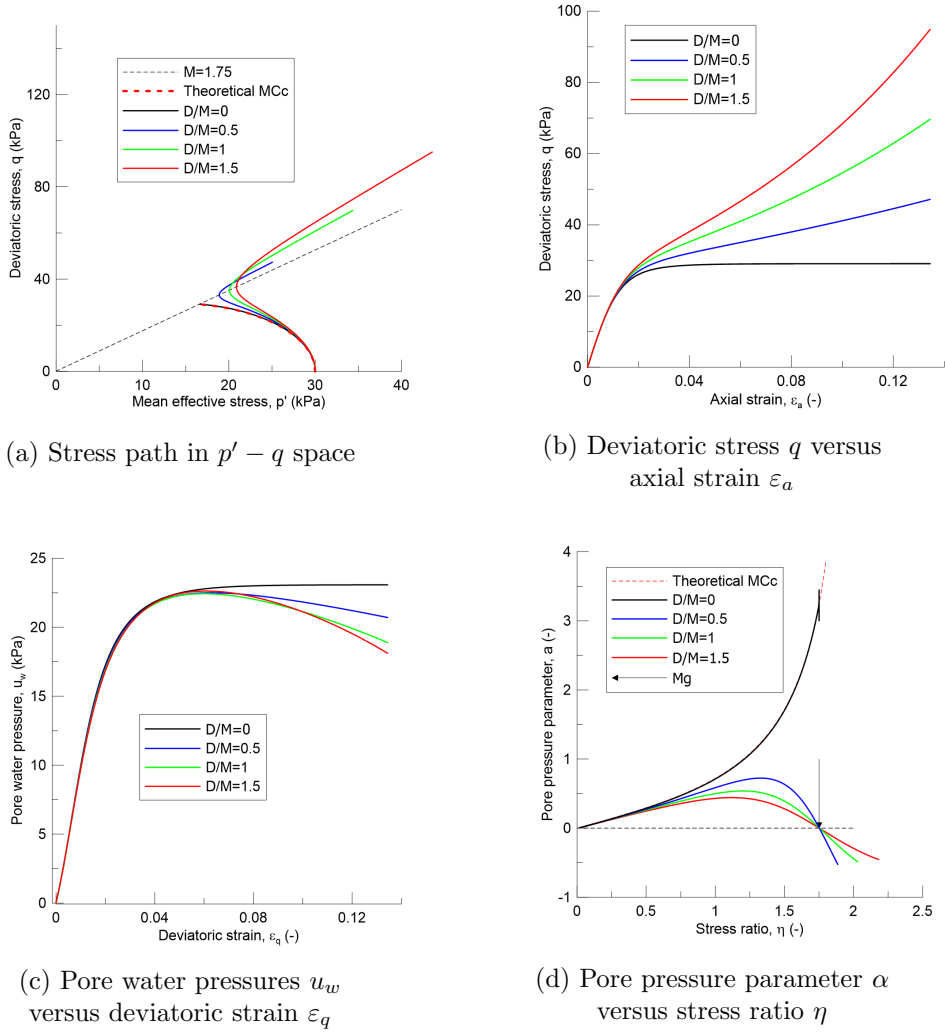 M=1.75
Theoretical MCc
D/M=0
D/M=0.5
D/M=1
D/M=1.5
120
80
40
0
Deviatoric stress, q (kPa)
0
10
20
30
40
Mean effective stress, p' (kPa)
(a) Stress path in p′ − q space
D/M=0
D/M=0.5
D/M=1
D/M=1.5
100
80
60
40
20
0
Deviatoric stress, q (kPa)
0
0.04
0.08
0.12
Axial strain, εa (-)
(b) Deviatoric stress q versus
axial strain εa
25
20
15
10
5
0
Pore water pressure, uw (kPa)
D/M=0
D/M=0.5
D/M=1
D/M=1.5
0
0.04
0.08
0.12
Deviatoric strain, εq (-)
(c) Pore water pressures uw
versus deviatoric strain εq
4
3
2
1
0
-1
Pore pressure parameter, a (-)
Theoretical MCc
D/M=0
D/M=0.5
D/M=1
D/M=1.5
Mg
0
0.5
1
1.5
2
2.5
Stress ratio, η (-)
(d) Pore pressure parameter α
versus stress ratio η